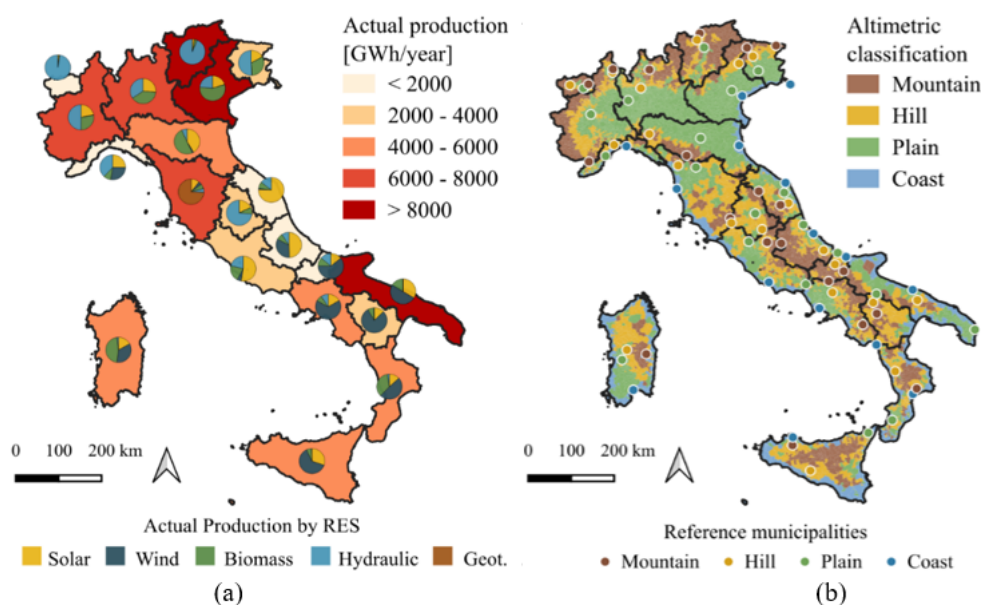 Actual production
[GWh/year]
< 2000
2000 - 4000
4000 - 6000
6000 - 8000
> 8000
0 100 200 km
Actual Production by RES
Solar Wind Biomass Hydraulic Geot.
(a)
Altimetric
classification
Mountain
Hill
Plain
Coast
0 100 200 km
Reference municipalities
Mountain Hill Plain Coast
(b)